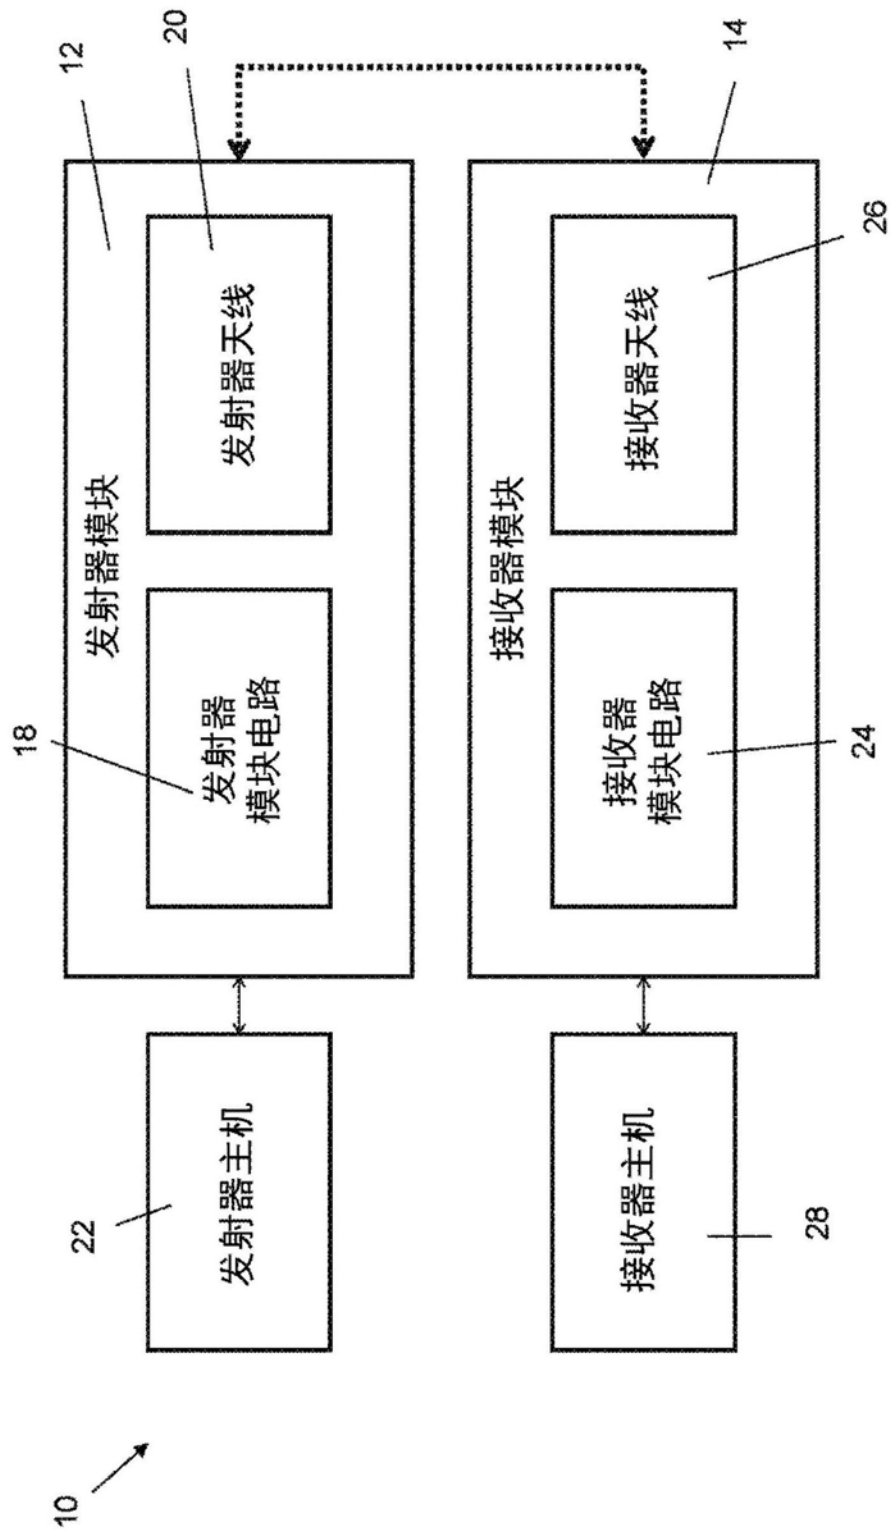 10
22
18
12
20
发射器模块
发射器主机
发射器
模块电路
发射器天线
接收器模块
接收器主机
接收器
模块电路
接收器天线
28
24
26
14